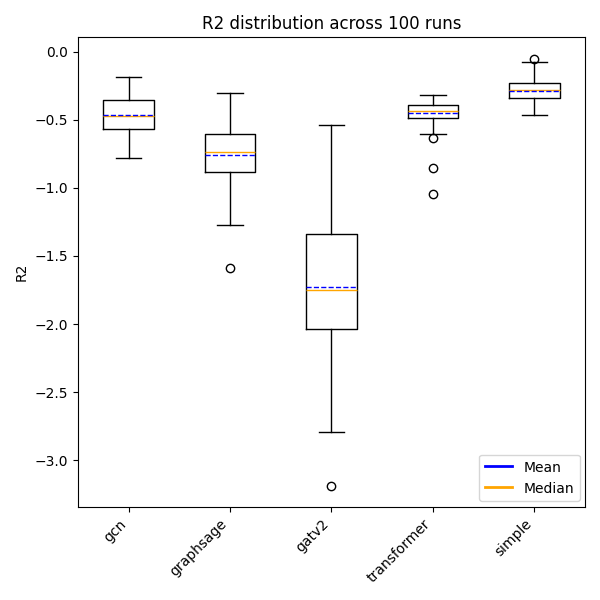 R2 distribution across 100 runs
R2
0.0
−0.5
−1.0
−1.5
−2.0
−2.5
−3.0
gcn
graphsage
gatv2
transformer
simple
Mean
Median